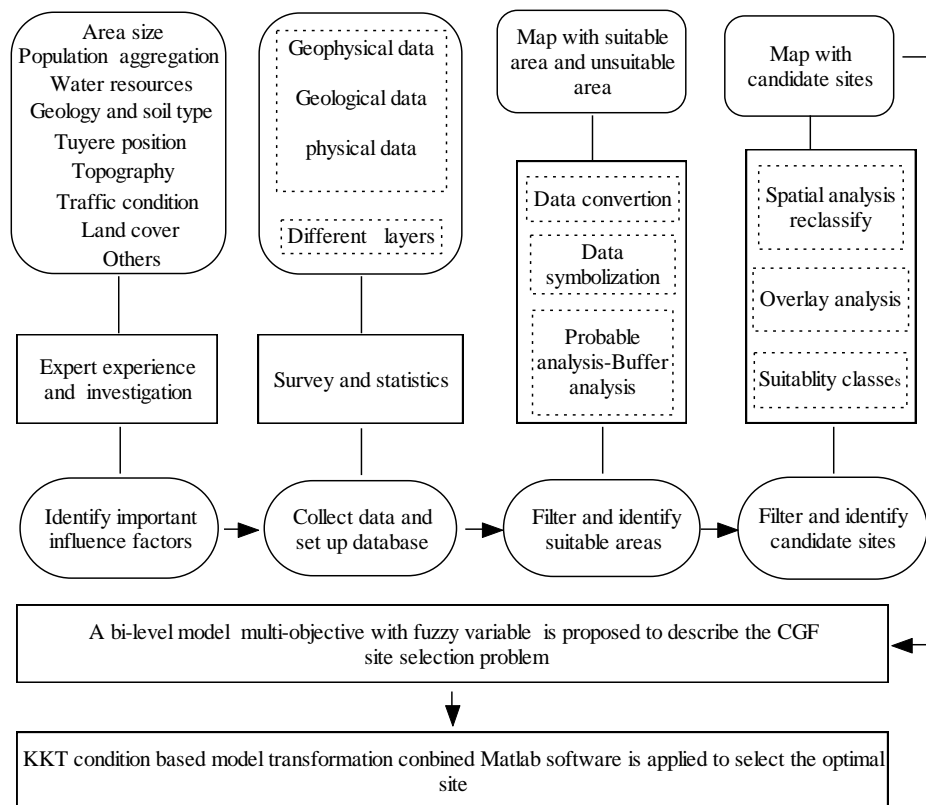 Area size
Population aggregation
Water resources
Geology and soil type
Tuyere position
Topography
Traffic condition
Land cover
Others
Expert experience
and investigation
Identify important
influence factors
Geophysical data
Geological data
physical data
Different layers
Survey and statistics
Collect data and
set up database
Map with suitable
area and unsuitable
area
Data convertion
Data
symbolization
Probable
analysis-Buffer
analysis
Filter and identify
suitable areas
Map with
candidate sites
Spatial analysis
reclassify
Overlay analysis
Suitablity classes
Filter and identify
candidate sites
A bi-level model multi-objective with fuzzy variable is proposed to describe the CGF
site selection problem
KKT condition based model transformation conbined Matlab software is applied to select the optimal
site